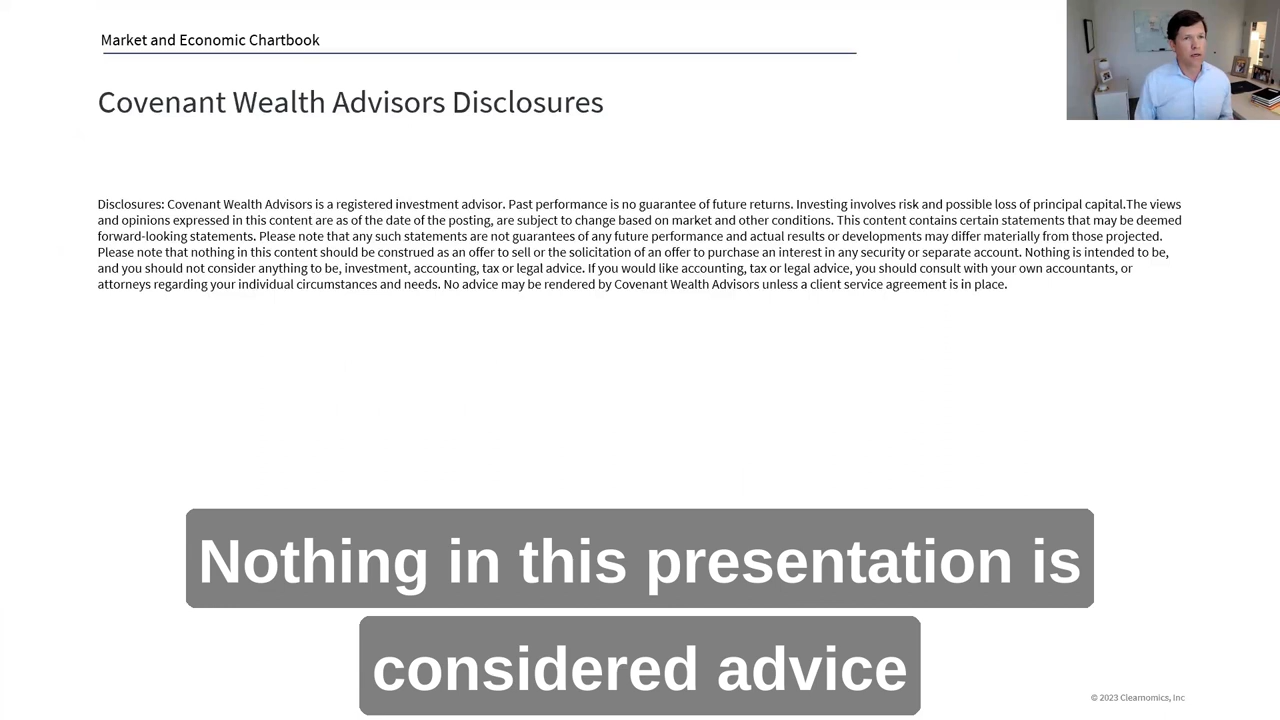 Market and Economic Chartbook
Covenant Wealth Advisors Disclosures
Disclosures: Covenant Wealth Advisors is a registered investment advisor. Past performance is no guarantee of future returns. Investing involves risk and possible loss of principal capital.The views
and opinions expressed in this content are as of the date of the posting, are subject to change based on market and other conditions. This content contains certain statements that may be deemed
forward-looking statements. Please note that any such statements are not guarantees of any future performance and actual results or developments may differ materially from those projected.
Please note that nothing in this content should be construed as an offer to sell or the solicitation of an offer to purchase an interest in any security or separate account. Nothing is intended to be,
and you should not consider anything to be, investment, accounting, tax or legal advice. If you would like accounting, tax or legal advice, you should consult with your own accountants, or
attorneys regarding your individual circumstances and needs. No advice may be rendered by Covenant Wealth Advisors unless a client service agreement is in place.
Nothing in this presentation is
considered advice
© 2023 Clearnomics, Inc